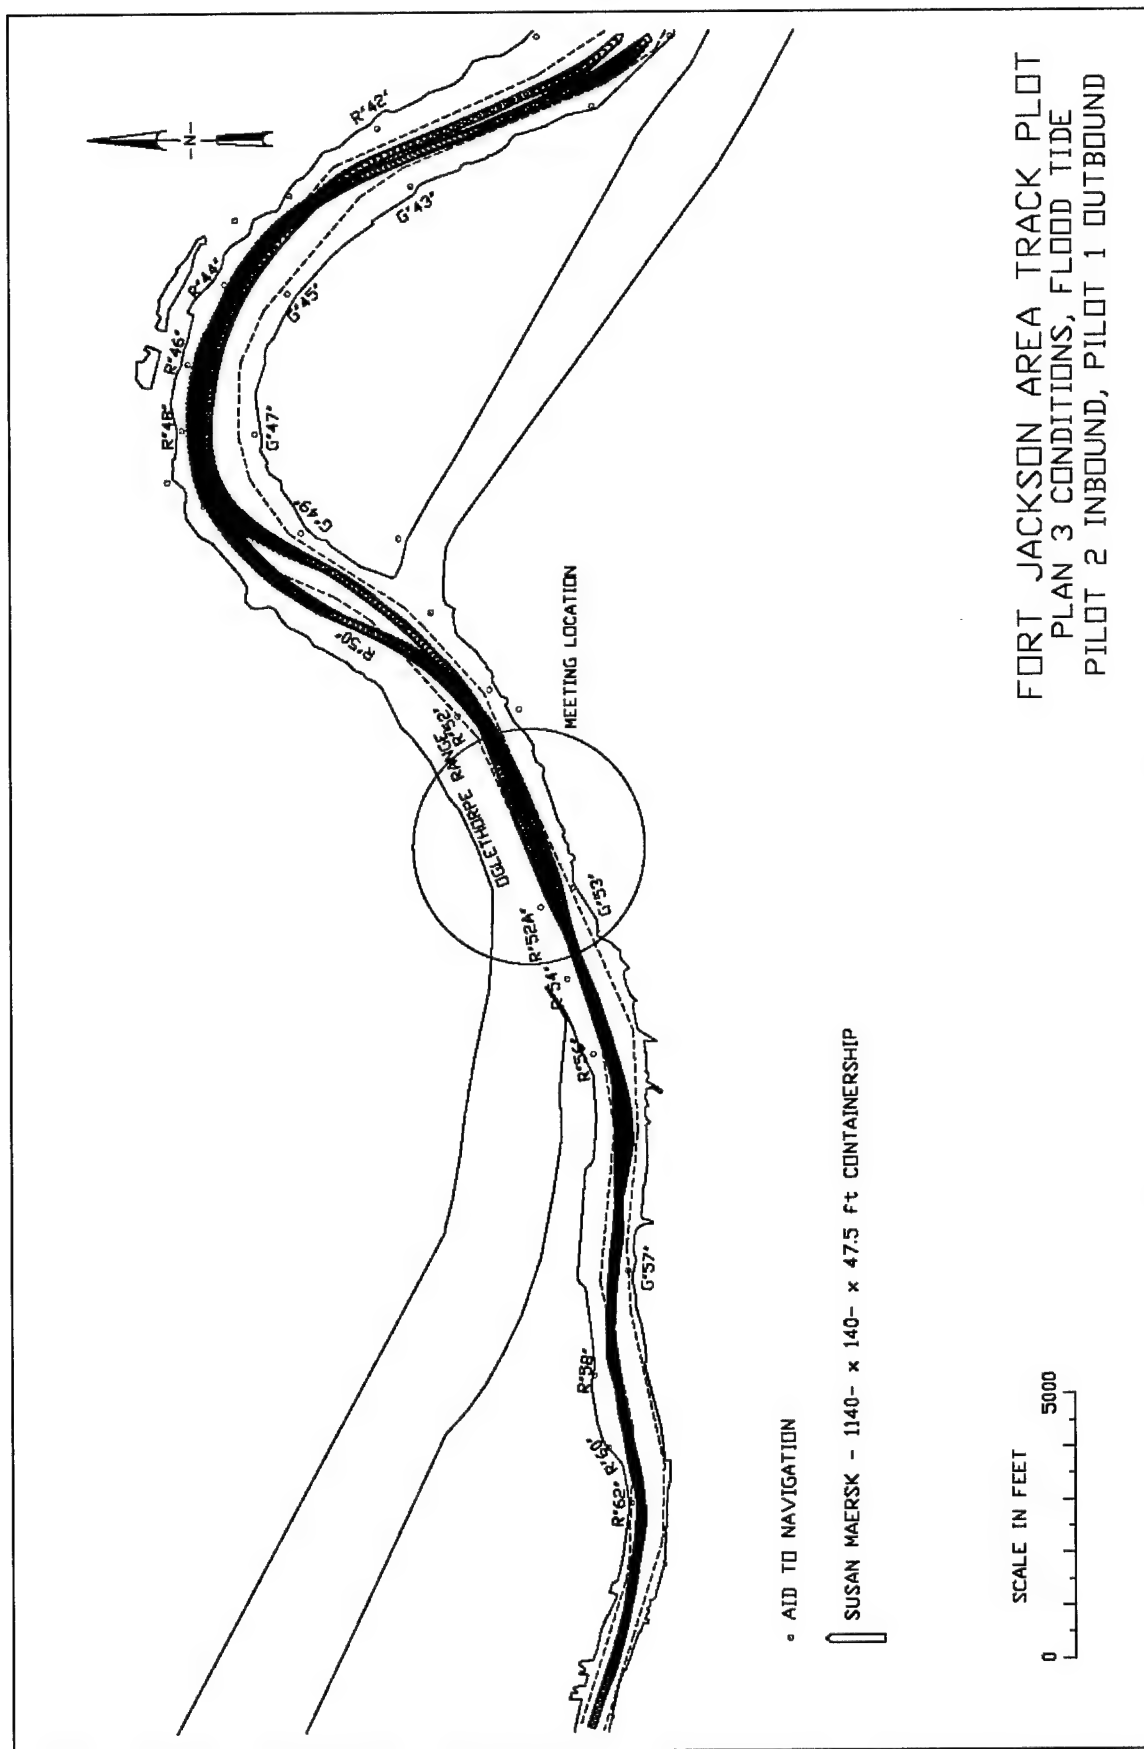 R"42"
-N-
G"43"
R"44"
G"45"
R"46"
R"48"
G"47"
G"49"
R"50"
R"52"
OGLETHORPE RANGE
MEETING LOCATION
R"52A"
G"53"
R"54"
R"56"
G"57"
R"58"
R"60"
R"62"
AID TO NAVIGATION
SUSAN MAERSK - 1140- x 140- x 47.5 ft CONTAINERSHIP
SCALE IN FEET
0 5000
FORT JACKSON AREA TRACK PLOT
PLAN 3 CONDITIONS, FLOOD TIDE
PILOT 2 INBOUND, PILOT 1 OUTBOUND